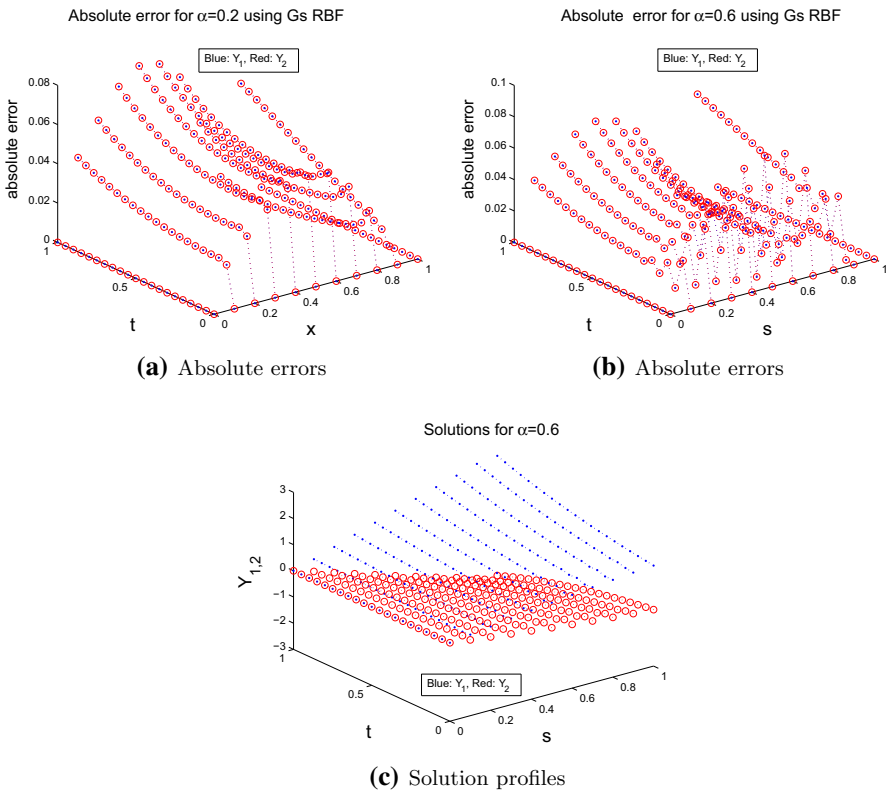 Absolute error for α=0.2 using Gs RBF
Blue: Y1, Red: Y2
absolute error
0.08
0.06
0.04
0.02
0
1
0.5
0
t
0
0.2
0.4
0.6
0.8
1
x
(a) Absolute errors
Absolute error for α=0.6 using Gs RBF
Blue: Y1, Red: Y2
absolute error
0.1
0.08
0.06
0.04
0.02
0
1
0.5
0
t
0
0.2
0.4
0.6
0.8
1
s
(b) Absolute errors
Solutions for α=0.6
Y1,2
3
2
1
0
−1
−2
−3
1
0.5
0
t
Blue: Y1, Red: Y2
0
0.2
0.4
0.6
0.8
1
s
(c) Solution profiles